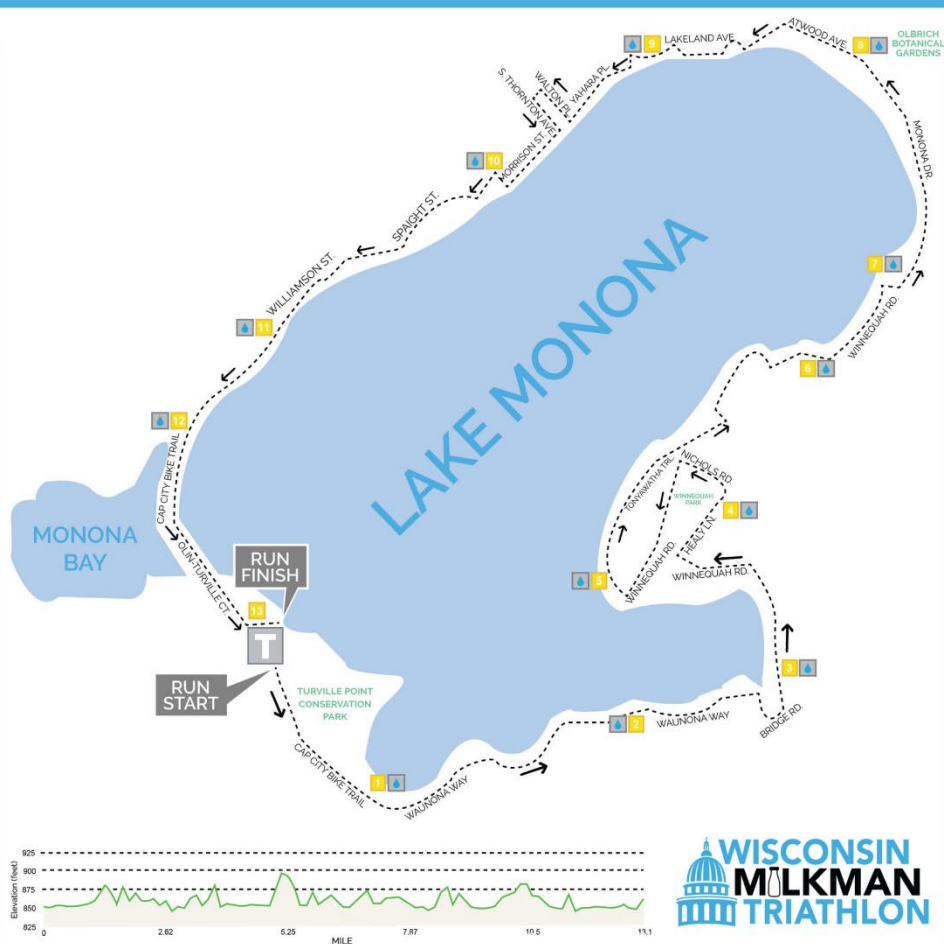 8
OLBRICH
BOTANICAL
GARDENS
ATWOOD AVE
LAKELAND AVE
9
YAHARA PL.
WALTON PL.
S. THORNTON AVE
MORRISON ST.
10
SPAIGHT ST.
WILLIAMSON ST.
11
12
CAP CITY BIKE TRAIL
MONONA
BAY
OLIN-TURVILLE CT.
RUN
FINISH
13
T
RUN
START
TURVILLE POINT
CONSERVATION
PARK
CAP CITY BIKE TRAIL
1
WAUNONA WAY
2
WAUNONA WAY
BRIDGE RD.
3
WINNEQUAH RD.
HEALY LN.
4
NICHOLS RD
WINNEQUAH
PARK
WINNEQUAH RD.
5
TONYAWATHA TRL.
6
WINNEQUAH RD.
7
MONONA DR.
LAKE MONONA
Elevation (feet)
925
900
875
850
825
0
2.62
5.25
7.87
10.5
13.1
MILE
WISCONSIN
MILKMAN
TRIATHLON